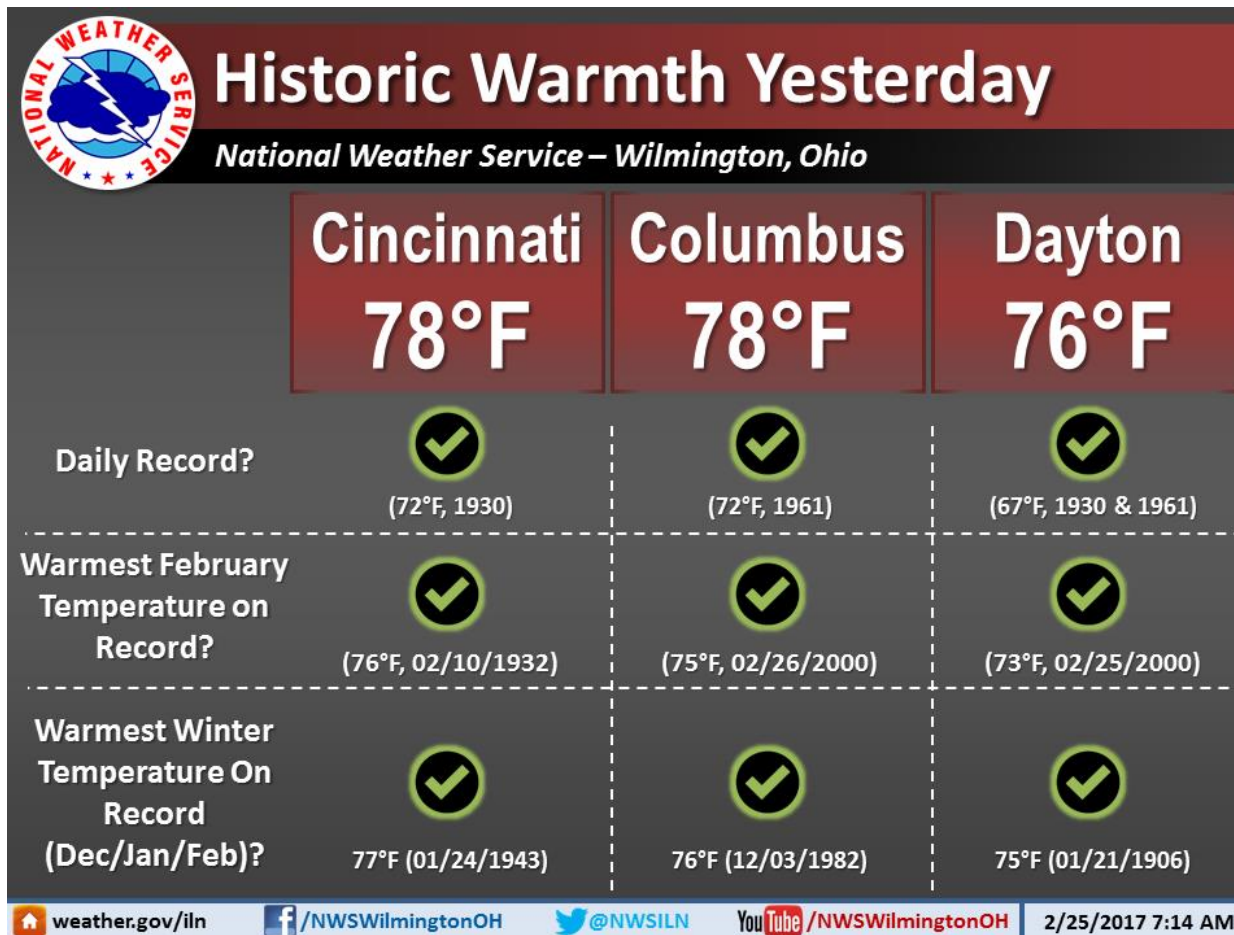 NATIONAL WEATHER SERVICE
Historic Warmth Yesterday
National Weather Service – Wilmington, Ohio
Cincinnati Columbus Dayton
78°F 78°F 76°F
Daily Record?
(72°F, 1930) (72°F, 1961) (67°F, 1930 & 1961)
Warmest February
Temperature on
Record?
(76°F, 02/10/1932) (75°F, 02/26/2000) (73°F, 02/25/2000)
Warmest Winter
Temperature On
Record
(Dec/Jan/Feb)?
77°F (01/24/1943) 76°F (12/03/1982) 75°F (01/21/1906)
weather.gov/iln f /NWSWilmingtonOH @NWSILN YouTube /NWSWilmingtonOH 2/25/2017 7:14 AM